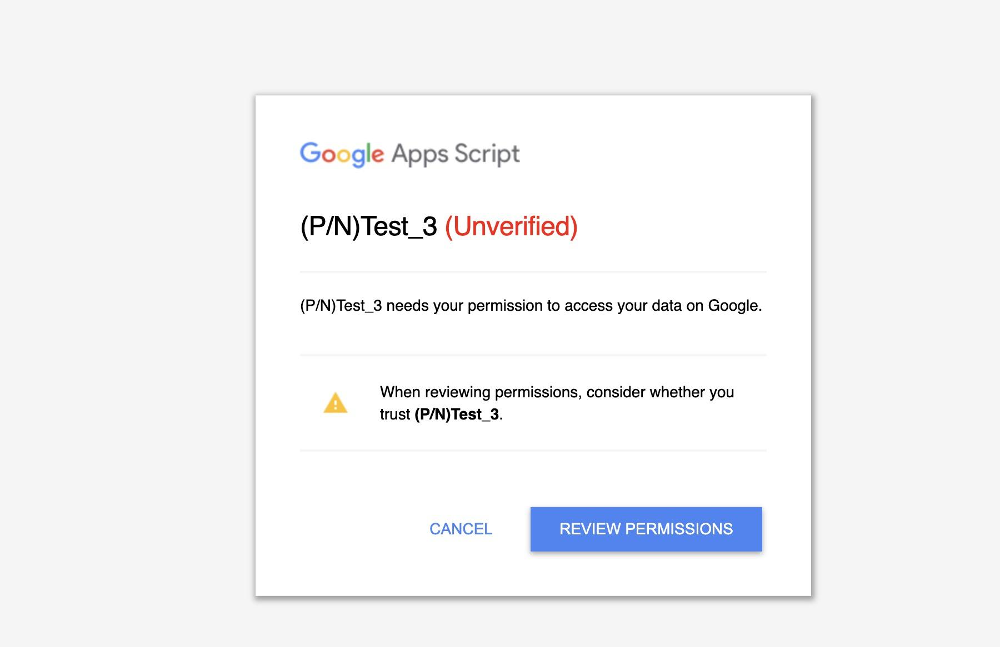 Google Apps Script
(P/N)Test_3 (Unverified)
(P/N)Test_3 needs your permission to access your data on Google.
When reviewing permissions, consider whether you
trust (P/N)Test_3.
CANCEL
REVIEW PERMISSIONS